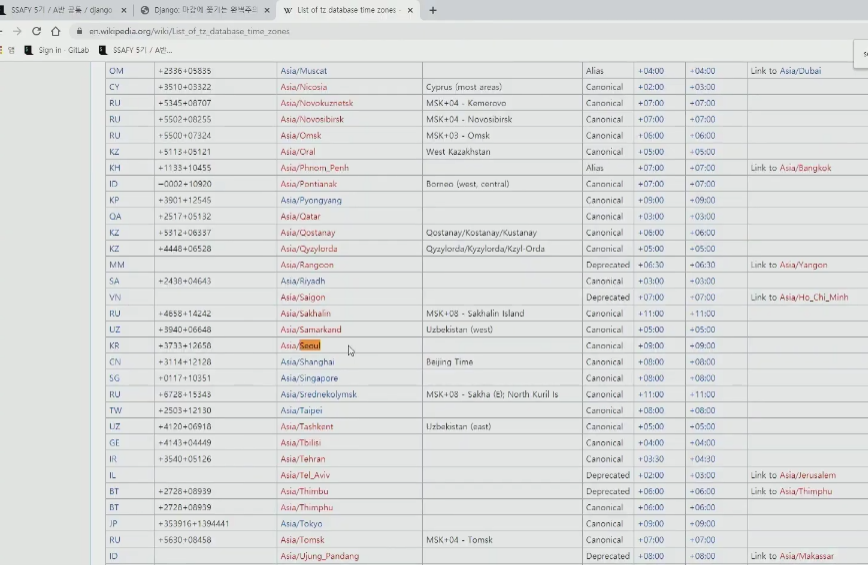 SSAFY 5기 / A반 공통 / django
Django: 마감에 쫓기는 완벽주의
List of tz database time zones -
en.wikipedia.org/wiki/List_of_tz_database_time_zones
앱 Sign in · GitLab SSAFY 5기 / A반...
OM +2336+05835 Asia/Muscat Alias +04:00 +04:00 Link to Asia/Dubai
CY +3510+03322 Asia/Nicosia Cyprus (most areas) Canonical +02:00 +03:00
RU +5345+08707 Asia/Novokuznetsk MSK+04 - Kemerovo Canonical +07:00 +07:00
RU +5502+08255 Asia/Novosibirsk MSK+04 - Novosibirsk Canonical +07:00 +07:00
RU +5500+07324 Asia/Omsk MSK+03 - Omsk Canonical +06:00 +06:00
KZ +5113+05121 Asia/Oral West Kazakhstan Canonical +05:00 +05:00
KH +1133+10455 Asia/Phnom_Penh Alias +07:00 +07:00 Link to Asia/Bangkok
ID −0002+10920 Asia/Pontianak Borneo (west, central) Canonical +07:00 +07:00
KP +3901+12545 Asia/Pyongyang Canonical +09:00 +09:00
QA +2517+05132 Asia/Qatar Canonical +03:00 +03:00
KZ +5312+06337 Asia/Qostanay Qostanay/Kostanay/Kustanay Canonical +06:00 +06:00
KZ +4448+06528 Asia/Qyzylorda Qyzylorda/Kyzylorda/Kzyl-Orda Canonical +05:00 +05:00
MM Asia/Rangoon Deprecated +06:30 +06:30 Link to Asia/Yangon
SA +2438+04643 Asia/Riyadh Canonical +03:00 +03:00
VN Asia/Saigon Deprecated +07:00 +07:00 Link to Asia/Ho_Chi_Minh
RU +4658+14242 Asia/Sakhalin MSK+08 - Sakhalin Island Canonical +11:00 +11:00
UZ +3940+06648 Asia/Samarkand Uzbekistan (west) Canonical +05:00 +05:00
KR +3733+12658 Asia/Seoul Canonical +09:00 +09:00
CN +3114+12128 Asia/Shanghai Beijing Time Canonical +08:00 +08:00
SG +0117+10351 Asia/Singapore Canonical +08:00 +08:00
RU +6728+15343 Asia/Srednekolymsk MSK+08 - Sakha (E); North Kuril Is Canonical +11:00 +11:00
TW +2503+12130 Asia/Taipei Canonical +08:00 +08:00
UZ +4120+06918 Asia/Tashkent Uzbekistan (east) Canonical +05:00 +05:00
GE +4143+04449 Asia/Tbilisi Canonical +04:00 +04:00
IR +3540+05126 Asia/Tehran Canonical +03:30 +04:30
IL Asia/Tel_Aviv Deprecated +02:00 +03:00 Link to Asia/Jerusalem
BT +2728+08939 Asia/Thimbu Deprecated +06:00 +06:00 Link to Asia/Thimphu
BT +2728+08939 Asia/Thimphu Canonical +06:00 +06:00
JP +353916+1394441 Asia/Tokyo Canonical +09:00 +09:00
RU +5630+08458 Asia/Tomsk MSK+04 - Tomsk Canonical +07:00 +07:00
ID Asia/Ujung_Pandang Deprecated +08:00 +08:00 Link to Asia/Makassar